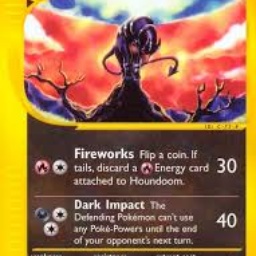 Fireworks Flip a coin. If
tails, discard a Energy card 30
attached to Houndoom.
Dark Impact The
Defending Pokémon can't use
any Poké-Powers until the end 40
of your opponent's next turn.